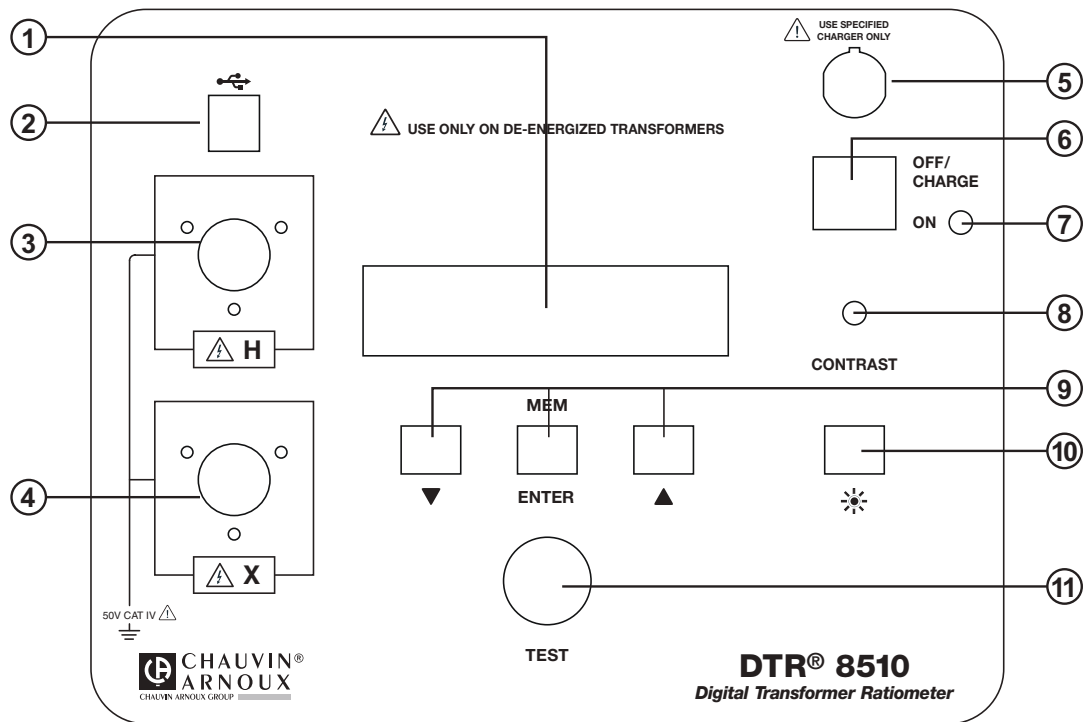 1
2
3
4
5
6
7
8
9
10
11
USE SPECIFIED
CHARGER ONLY
USE ONLY ON DE-ENERGIZED TRANSFORMERS
OFF/
CHARGE
ON
H
CONTRAST
MEM
ENTER
X
50V CAT IV
TEST
CHAUVIN®
ARNOUX
CHAUVIN ARNOUX GROUP
DTR® 8510
Digital Transformer Ratiometer